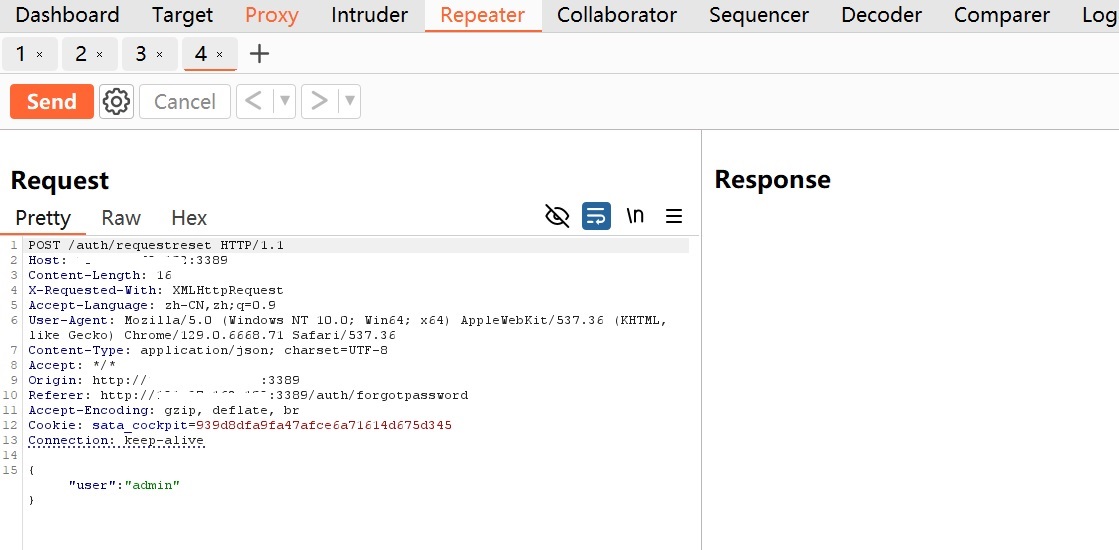 Dashboard Target Proxy Intruder Repeater Collaborator Sequencer Decoder Comparer Log
1 × 2 × 3 × 4 × +
Send Cancel < ▼ > ▼
Request
Response
Pretty Raw Hex \n
1 POST /auth/requestreset HTTP/1.1
2 Host: :3389
3 Content-Length: 16
4 X-Requested-With: XMLHttpRequest
5 Accept-Language: zh-CN,zh;q=0.9
6 User-Agent: Mozilla/5.0 (Windows NT 10.0; Win64; x64) AppleWebKit/537.36 (KHTML,
like Gecko) Chrome/129.0.6668.71 Safari/537.36
7 Content-Type: application/json; charset=UTF-8
8 Accept: */*
9 Origin: http:// :3389
10 Referer: http:// :3389/auth/forgotpassword
11 Accept-Encoding: gzip, deflate, br
12 Cookie: sata_cockpit=939d8dfa9fa47afce6a71614d675d345
13 Connection: keep-alive
14
15 {
"user":"admin"
}